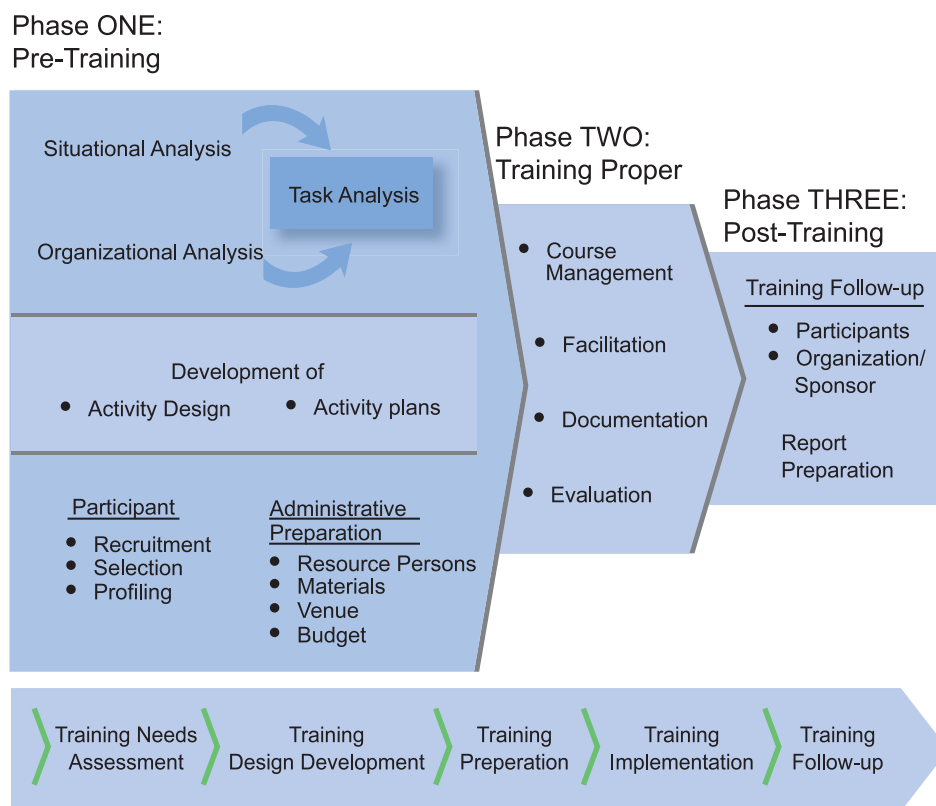 Phase ONE:
Pre-Training
Situational Analysis
Task Analysis
Organizational Analysis
Development of
• Activity Design
• Activity plans
Participant
• Recruitment
• Selection
• Profiling
Administrative
Preparation
• Resource Persons
• Materials
• Venue
• Budget
Phase TWO:
Training Proper
• Course
Management
• Facilitation
• Documentation
• Evaluation
Phase THREE:
Post-Training
Training Follow-up
• Participants
• Organization/
Sponsor
Report
Preparation
Training Needs
Assessment
Training
Design Development
Training
Preparation
Training
Implementation
Training
Follow-up